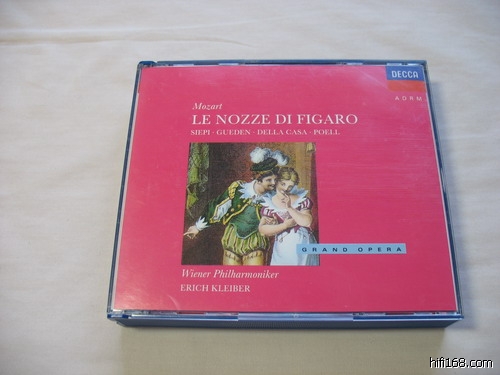 DECCA
ADRM
Mozart
LE NOZZE DI FIGARO
SIEPI · GUEDEN · DELLA CASA · POELL
GRAND OPERA
Wiener Philharmoniker
ERICH KLEIBER
hifi168.com